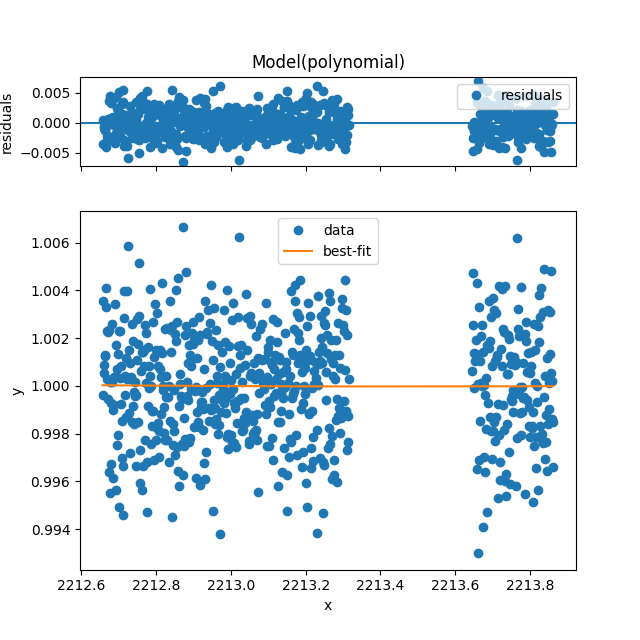 Model(polynomial)
residuals
0.005
0.000
−0.005
residuals
y
1.006
1.004
1.002
1.000
0.998
0.996
0.994
data
best-fit
2212.6 2212.8 2213.0 2213.2 2213.4 2213.6 2213.8
x